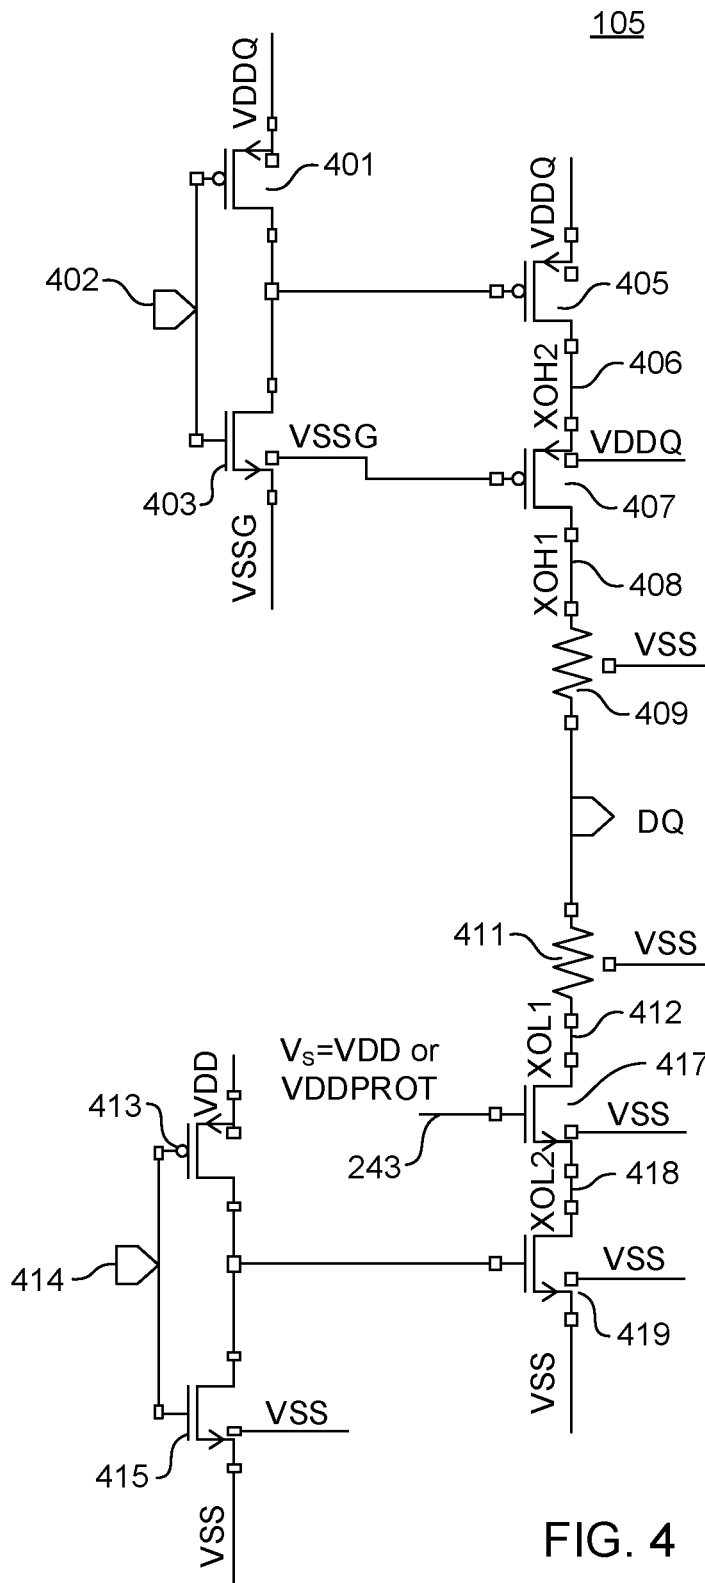 105
VDDQ
401
VDDQ
402
405
XOH2
406
VSSG
VDDQ
403
407
VSSG
XOH1
408
VSS
409
DQ
411
VSS
XOL1
412
VS=VDD or
VDDPROT
417
VDD
413
VSS
243
XOL2
418
414
VSS
419
VSS
VSS
415
VSS
FIG. 4